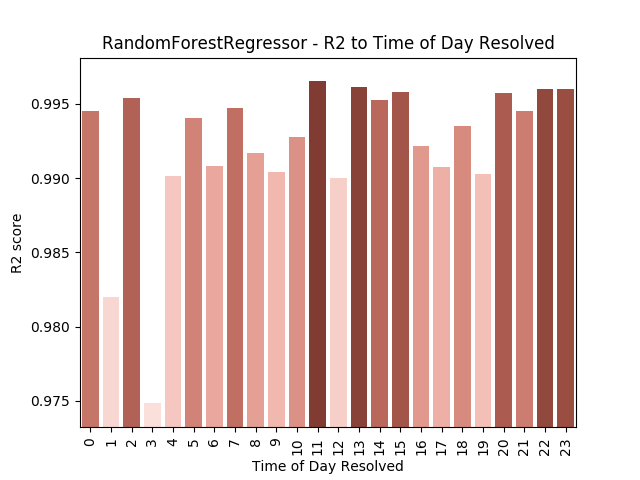 RandomForestRegressor - R2 to Time of Day Resolved
0.995
0.990
0.985
0.980
0.975
R2 score
0 1 2 3 4 5 6 7 8 9 10 11 12 13 14 15 16 17 18 19 20 21 22 23
Time of Day Resolved